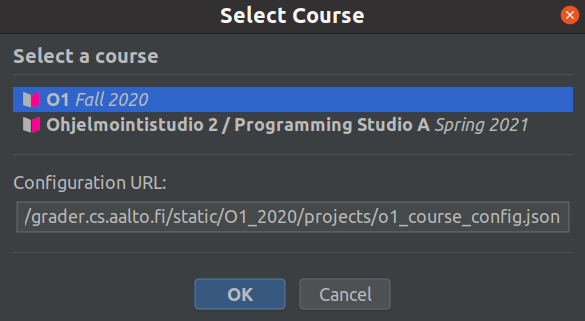 Select Course
Select a course
O1 Fall 2020
Ohjelmointistudio 2 / Programming Studio A Spring 2021
Configuration URL:
/grader.cs.aalto.fi/static/O1_2020/projects/o1_course_config.json
OK Cancel